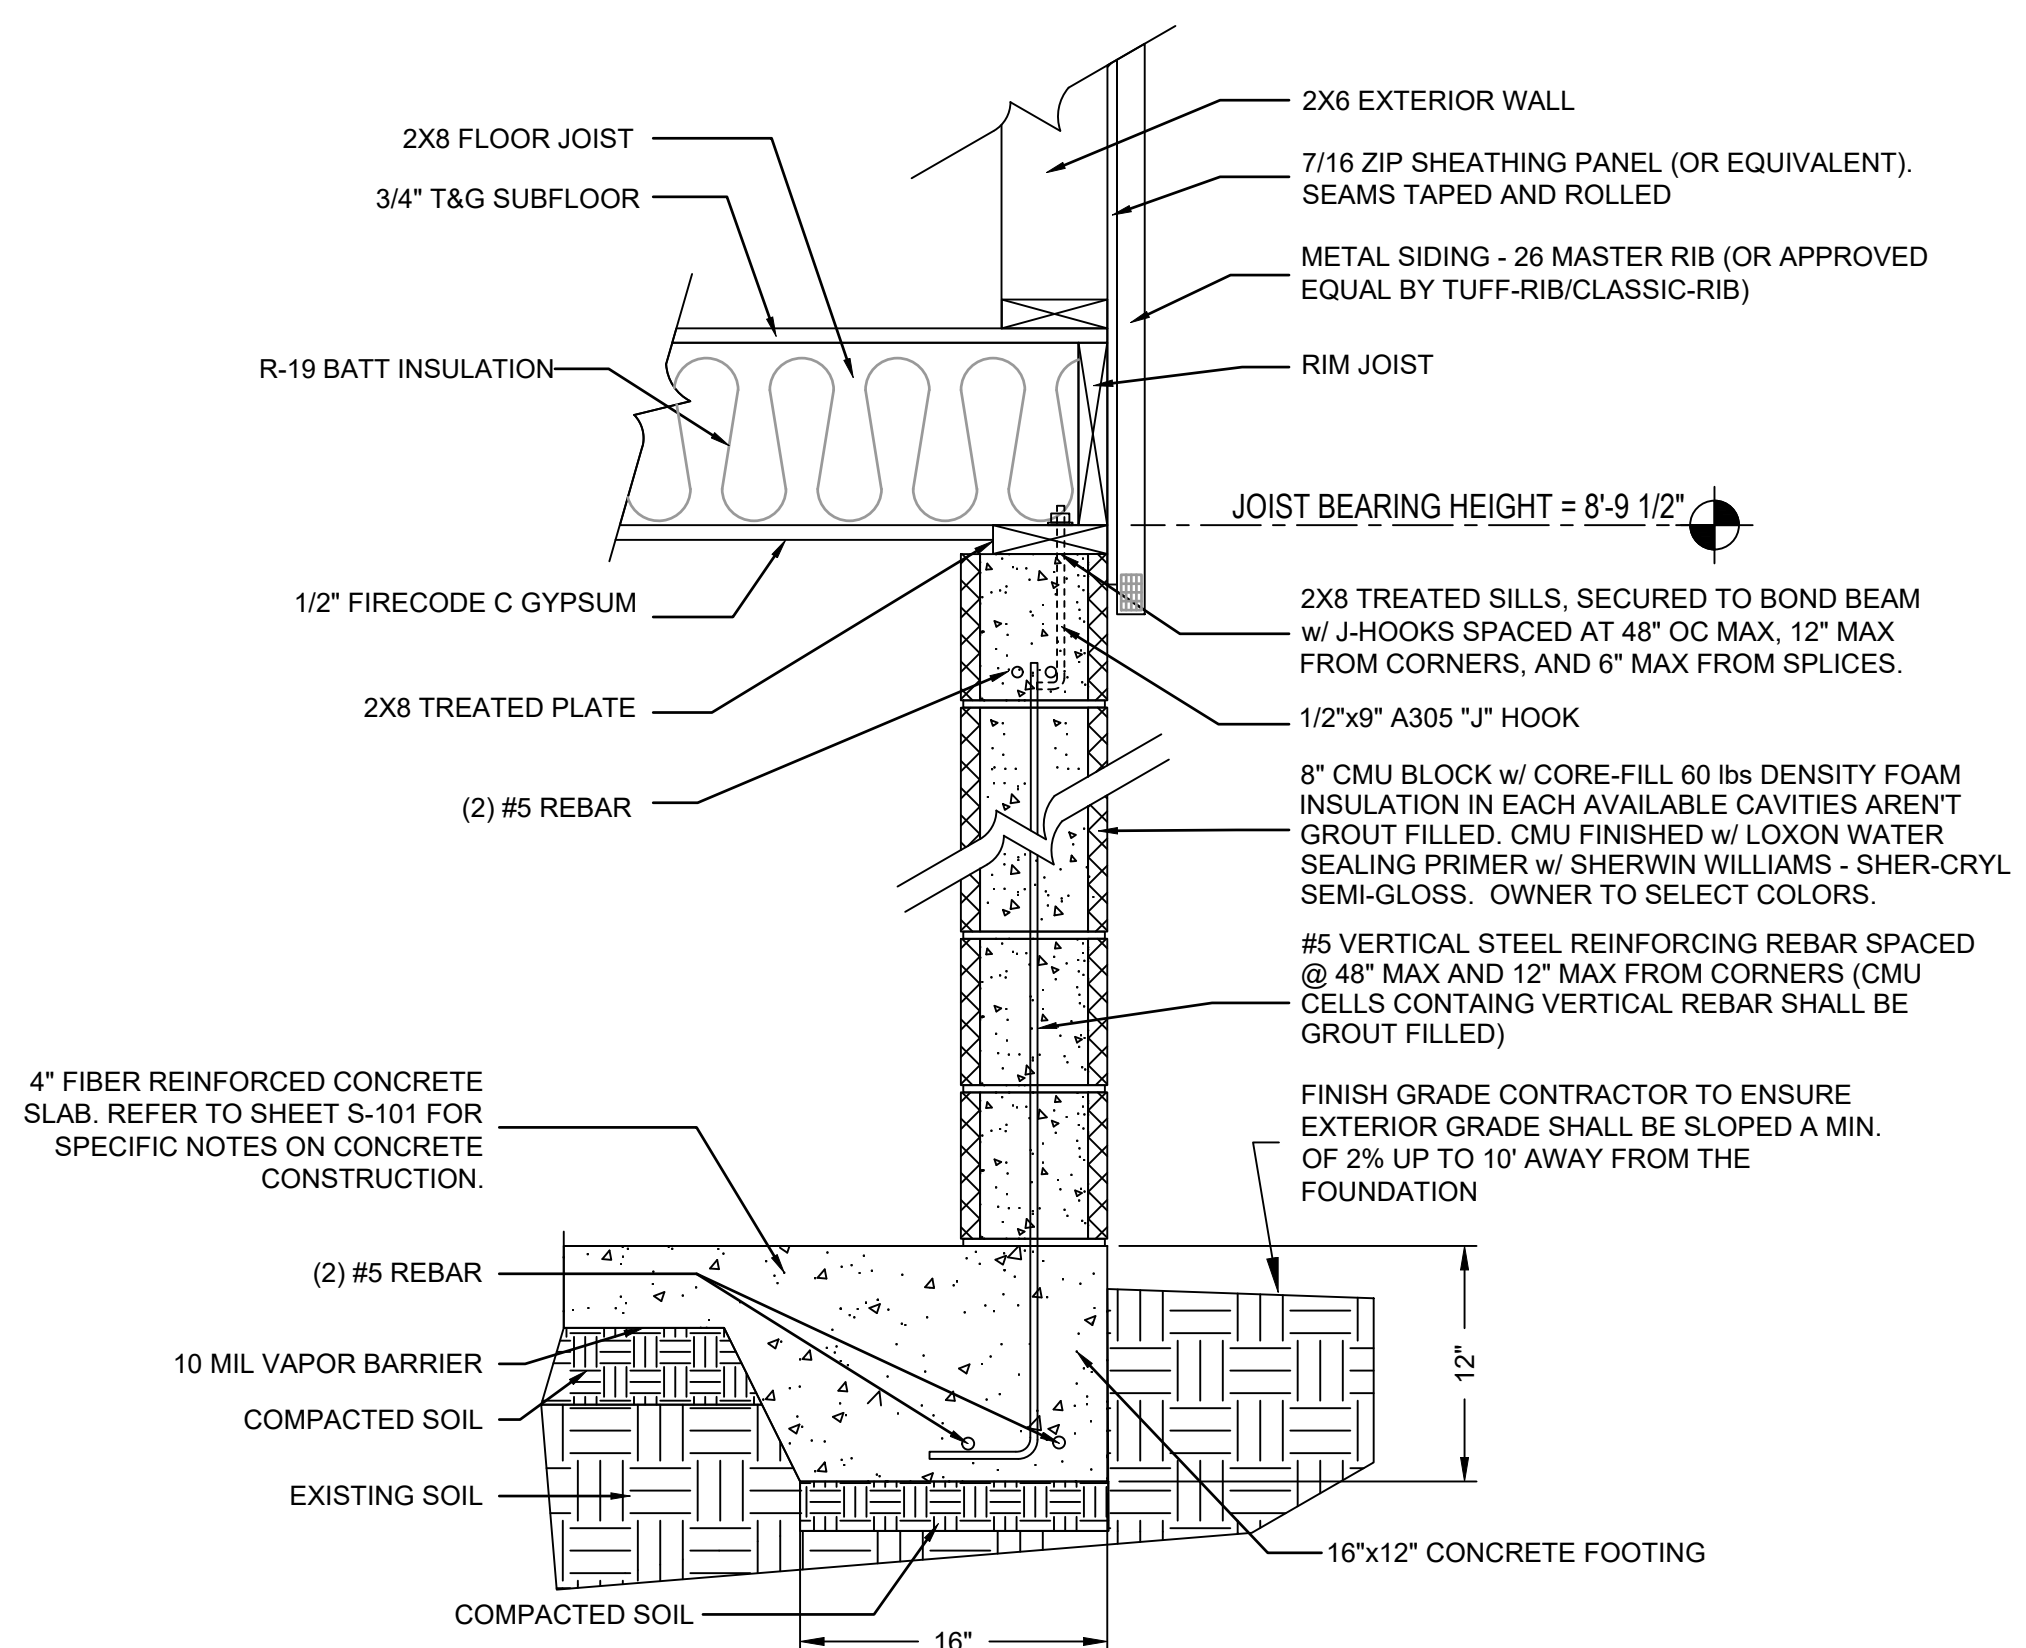 2X8 FLOOR JOIST
3/4" T&G SUBFLOOR
R-19 BATT INSULATION
1/2" FIRECODE C GYPSUM
2X8 TREATED PLATE
(2) #5 REBAR
4" FIBER REINFORCED CONCRETE
SLAB. REFER TO SHEET S-101 FOR
SPECIFIC NOTES ON CONCRETE
CONSTRUCTION.
(2) #5 REBAR
10 MIL VAPOR BARRIER
COMPACTED SOIL
EXISTING SOIL
COMPACTED SOIL
2X6 EXTERIOR WALL
7/16 ZIP SHEATHING PANEL (OR EQUIVALENT).
SEAMS TAPED AND ROLLED
METAL SIDING - 26 MASTER RIB (OR APPROVED
EQUAL BY TUFF-RIB/CLASSIC-RIB)
RIM JOIST
JOIST BEARING HEIGHT = 8'-9 1/2"
2X8 TREATED SILLS, SECURED TO BOND BEAM
w/ J-HOOKS SPACED AT 48" OC MAX, 12" MAX
FROM CORNERS, AND 6" MAX FROM SPLICES.
1/2"x9" A305 "J" HOOK
8" CMU BLOCK w/ CORE-FILL 60 lbs DENSITY FOAM
INSULATION IN EACH AVAILABLE CAVITIES AREN'T
GROUT FILLED. CMU FINISHED w/ LOXON WATER
SEALING PRIMER w/ SHERWIN WILLIAMS - SHER-CRYL
SEMI-GLOSS.  OWNER TO SELECT COLORS.
#5 VERTICAL STEEL REINFORCING REBAR SPACED
@ 48" MAX AND 12" MAX FROM CORNERS (CMU
CELLS CONTAING VERTICAL REBAR SHALL BE
GROUT FILLED)
FINISH GRADE CONTRACTOR TO ENSURE
EXTERIOR GRADE SHALL BE SLOPED A MIN.
OF 2% UP TO 10' AWAY FROM THE
FOUNDATION
12"
16"x12" CONCRETE FOOTING
16"